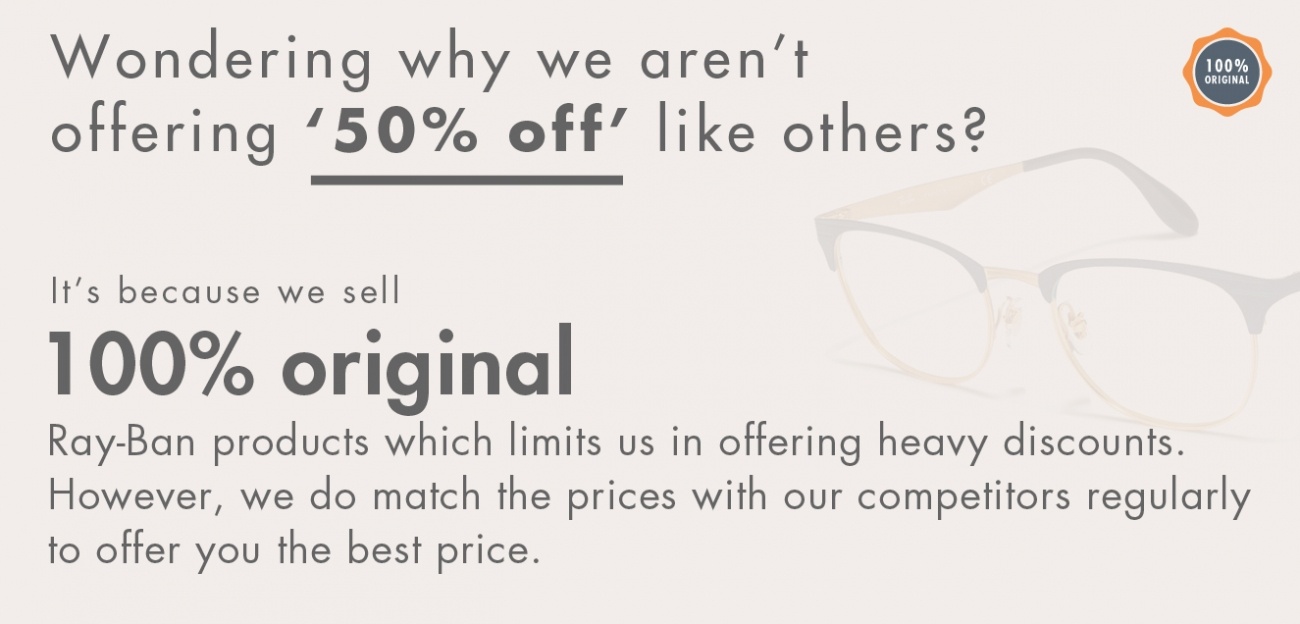 Wondering why we aren’t
offering ‘50% off’ like others?
100%
ORIGINAL
It’s because we sell
100% original
Ray-Ban products which limits us in offering heavy discounts.
However, we do match the prices with our competitors regularly
to offer you the best price.